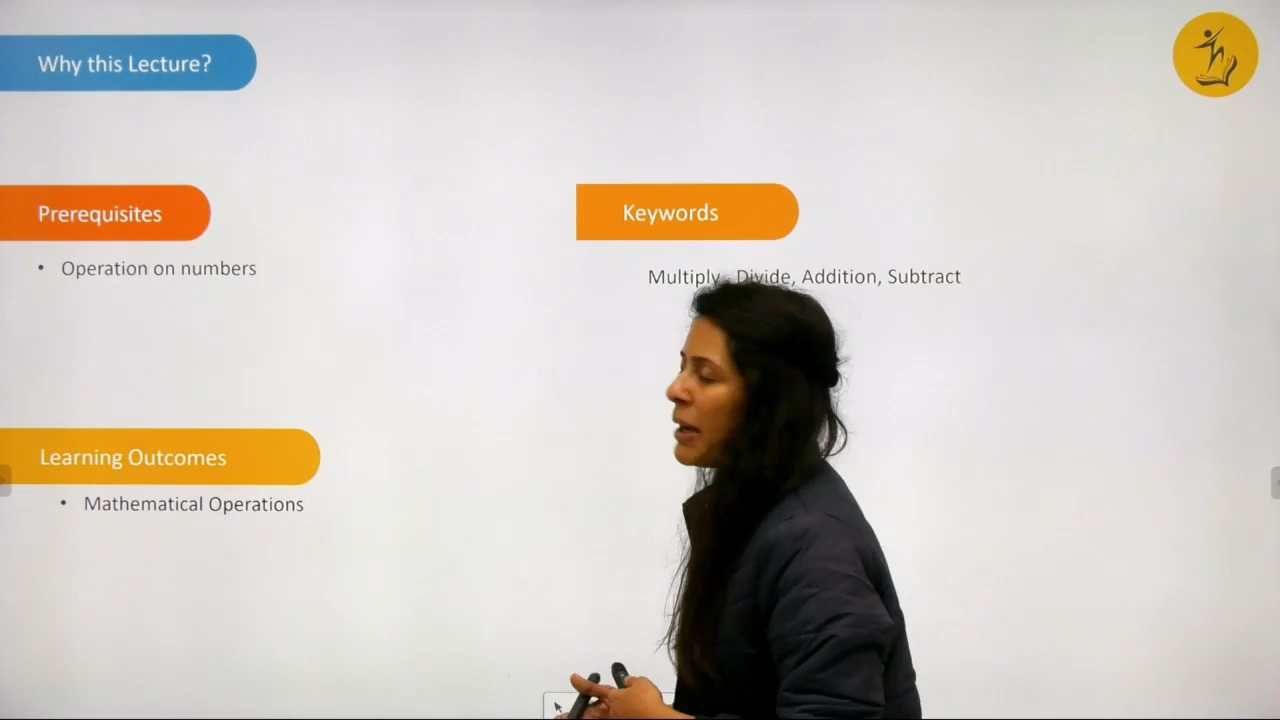 Why this Lecture?
Prerequisites
• Operation on numbers
Keywords
Multiply, Divide, Addition, Subtract
Learning Outcomes
• Mathematical Operations